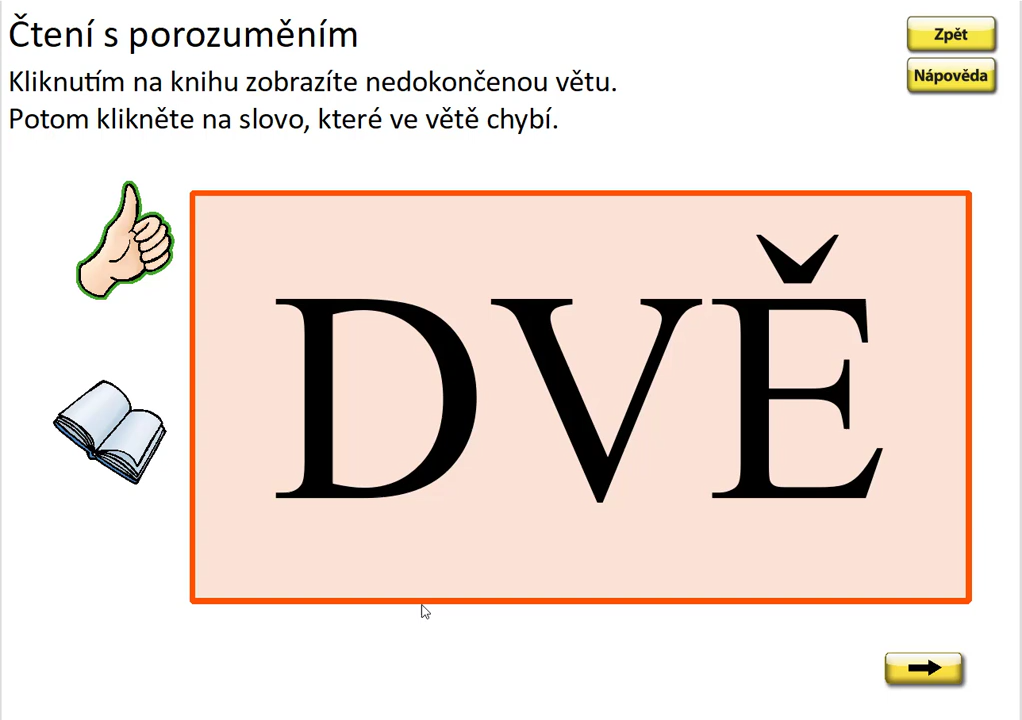 Čtení s porozuměním
Zpět
Nápověda
Kliknutím na knihu zobrazíte nedokončenou větu.
Potom klikněte na slovo, které ve větě chybí.
DVĚ